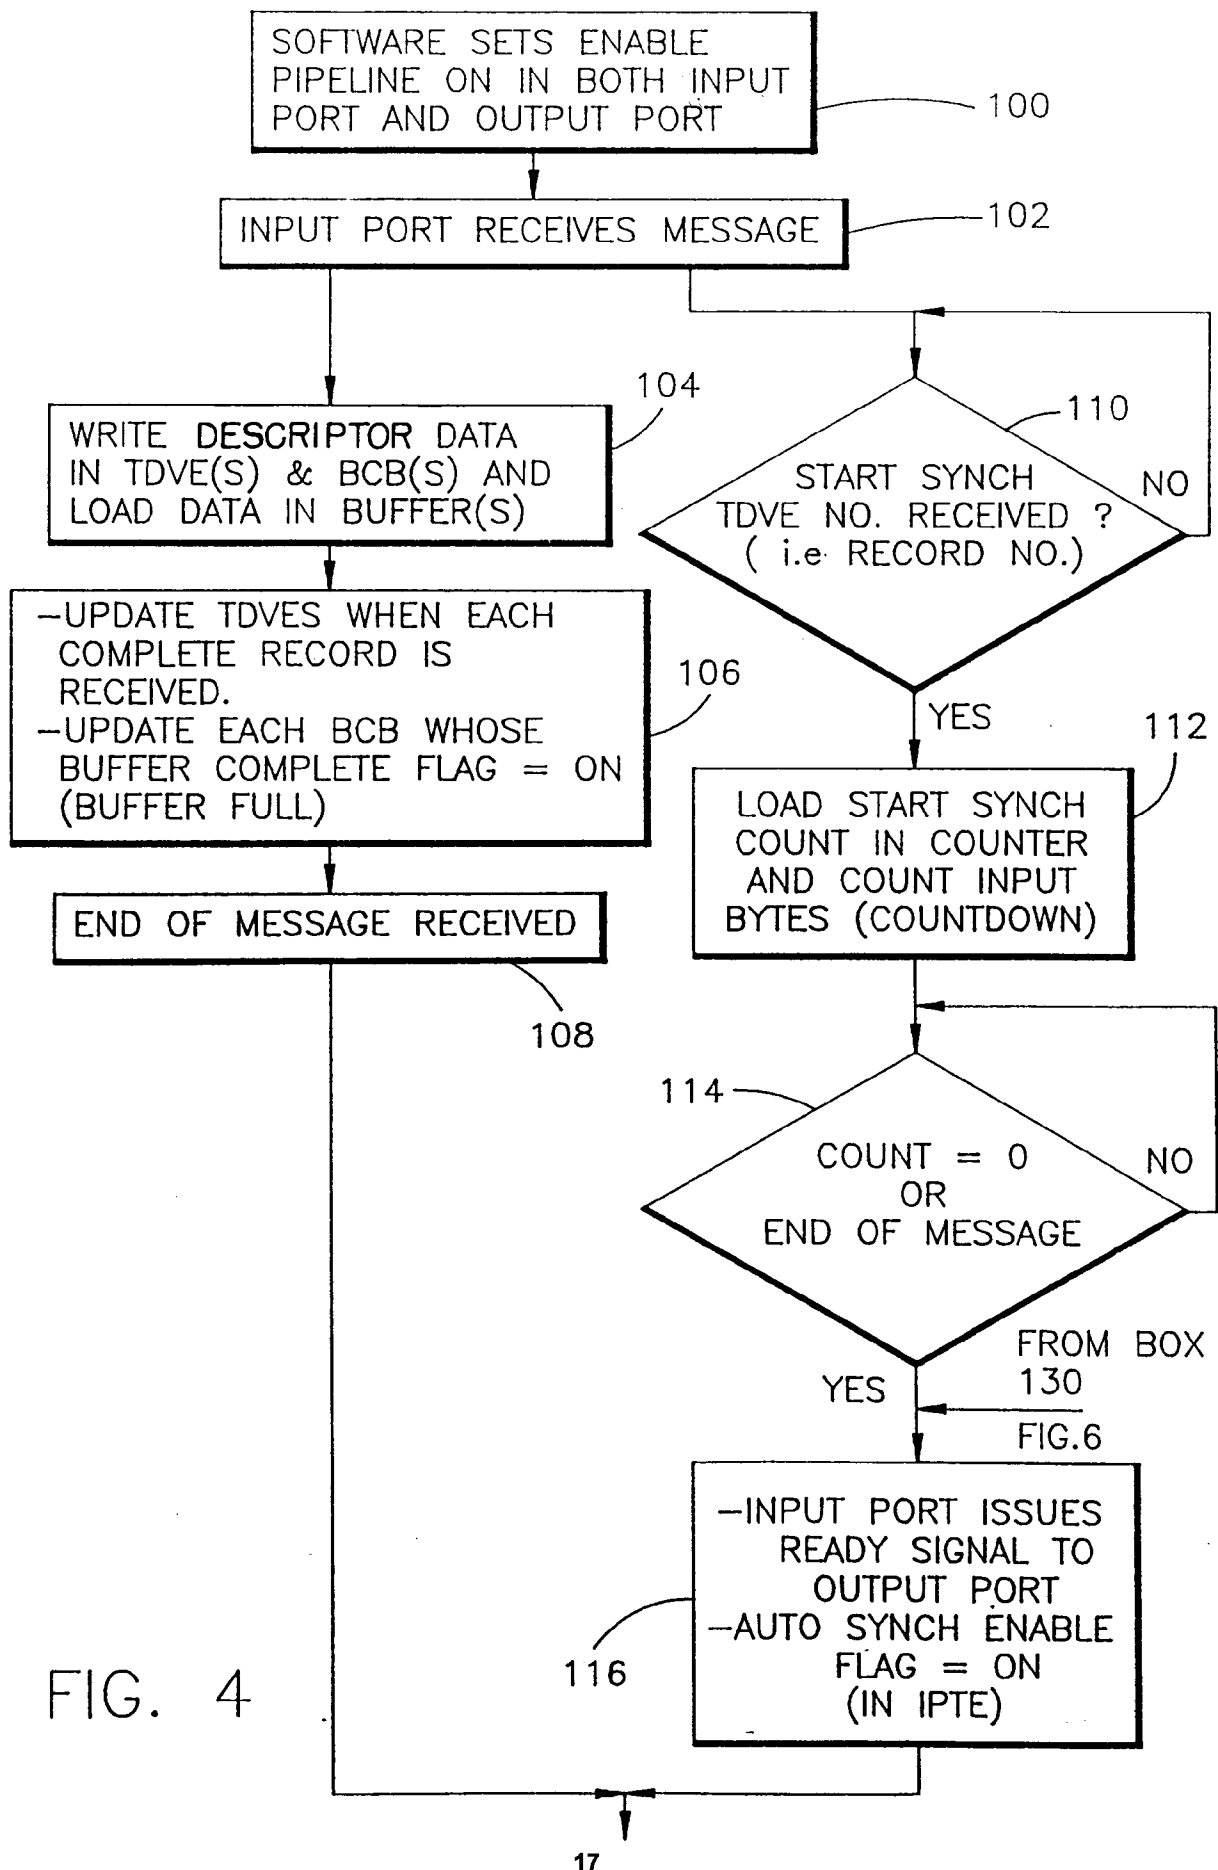 SOFTWARE SETS ENABLE
PIPELINE ON IN BOTH INPUT
PORT AND OUTPUT PORT
100
INPUT PORT RECEIVES MESSAGE
102
104
WRITE DESCRIPTOR DATA
IN TDVE(S) & BCB(S) AND
LOAD DATA IN BUFFER(S)
110
START SYNCH
TDVE NO. RECEIVED ?
( i.e RECORD NO.)
NO
–UPDATE TDVES WHEN EACH
COMPLETE RECORD IS
RECEIVED.
–UPDATE EACH BCB WHOSE
BUFFER COMPLETE FLAG = ON
(BUFFER FULL)
106
YES
112
LOAD START SYNCH
COUNT IN COUNTER
AND COUNT INPUT
BYTES (COUNTDOWN)
END OF MESSAGE RECEIVED
108
114
COUNT = 0
OR
END OF MESSAGE
NO
YES
FROM BOX
130
FIG.6
–INPUT PORT ISSUES
READY SIGNAL TO
OUTPUT PORT
–AUTO SYNCH ENABLE
FLAG = ON
(IN IPTE)
116
FIG. 4
17